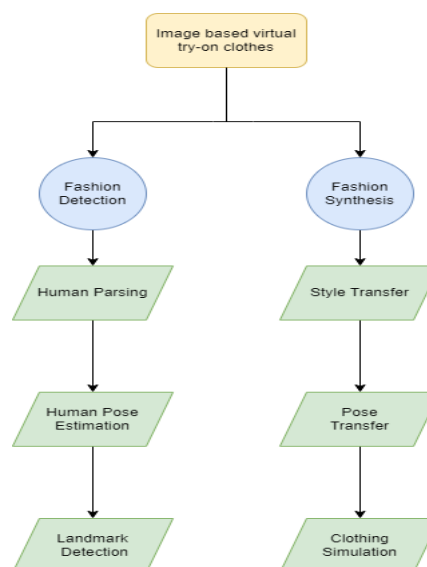 Image based virtual
try-on clothes
Fashion
Detection
Fashion
Synthesis
Human Parsing
Style Transfer
Human Pose
Estimation
Pose
Transfer
Landmark
Detection
Clothing
Simulation